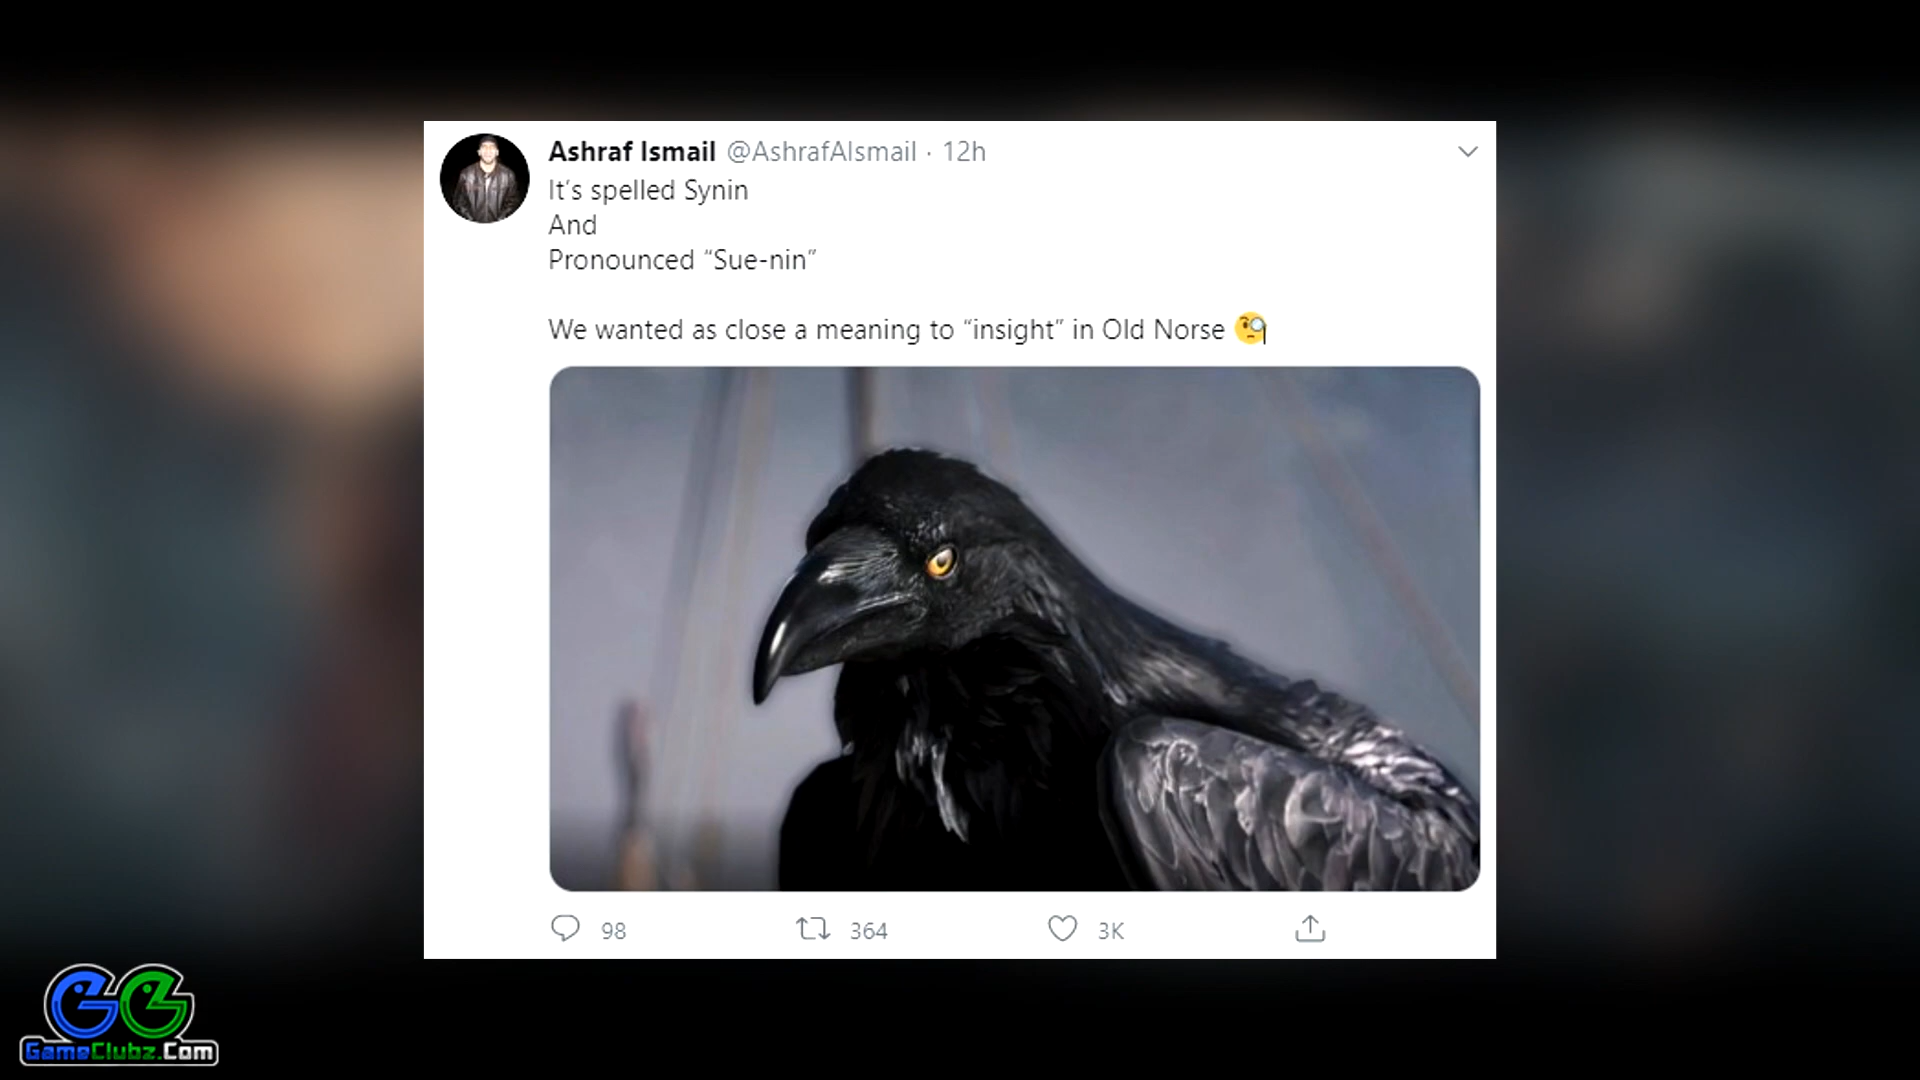 Ashraf Ismail @AshrafAIsmail · 12h
It’s spelled Synin
And
Pronounced “Sue-nin”
We wanted as close a meaning to “insight” in Old Norse 🧐
98 364 3K
GameClubz.Com